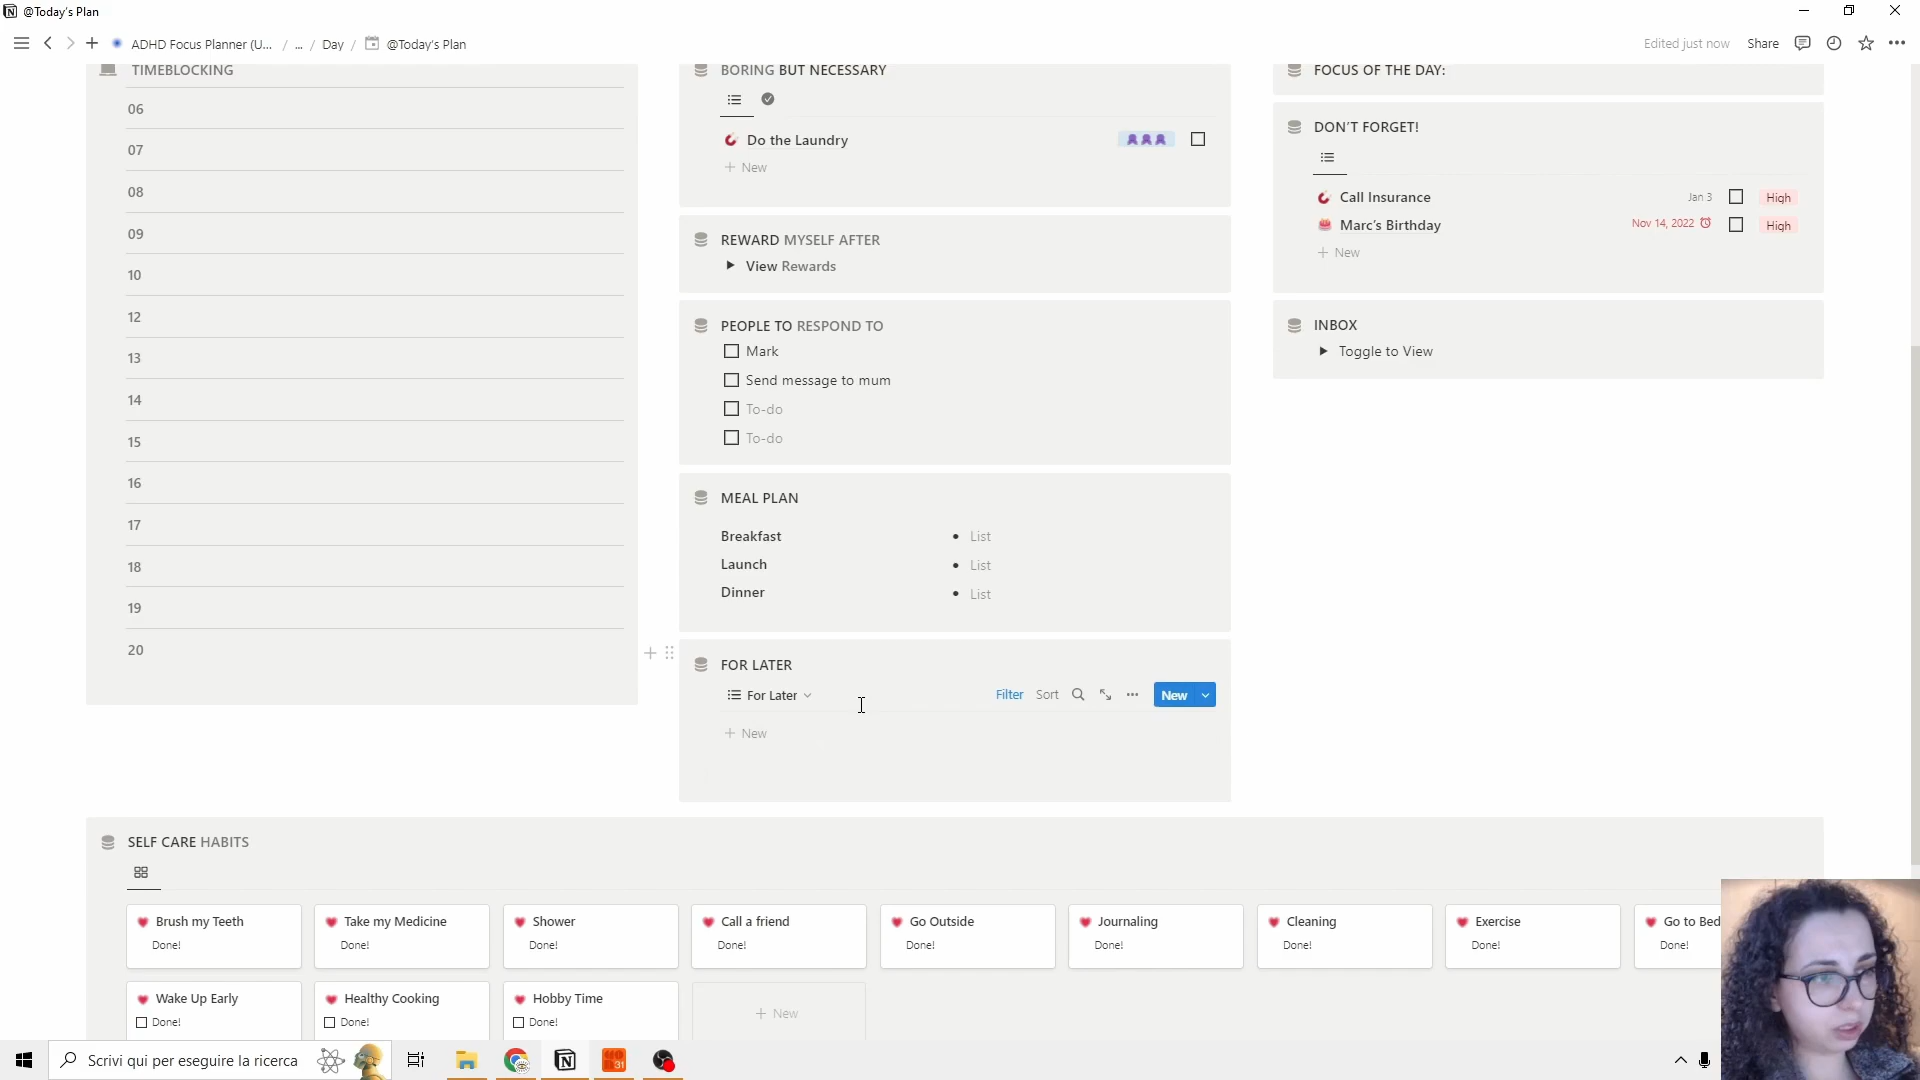 @Today's Plan
ADHD Focus Planner (U... / ... / Day / @Today's Plan
Edited just now Share
TIMEBLOCKING
06
07
08
09
10
12
13
14
15
16
17
18
19
20
BORING BUT NECESSARY
Do the Laundry
+ New
REWARD MYSELF AFTER
View Rewards
PEOPLE TO RESPOND TO
Mark
Send message to mum
To-do
To-do
MEAL PLAN
Breakfast • List
Launch • List
Dinner • List
FOR LATER
For Later Filter Sort New
+ New
FOCUS OF THE DAY:
DON'T FORGET!
Call Insurance Jan 3 High
Marc's Birthday Nov 14, 2022 High
+ New
INBOX
Toggle to View
SELF CARE HABITS
Brush my Teeth Take my Medicine Shower Call a friend Go Outside Journaling Cleaning Exercise Go to Bed
Done! Done! Done! Done! Done! Done! Done! Done! Done!
Wake Up Early Healthy Cooking Hobby Time
+ New
Done! Done! Done!
Scrivi qui per eseguire la ricerca
31